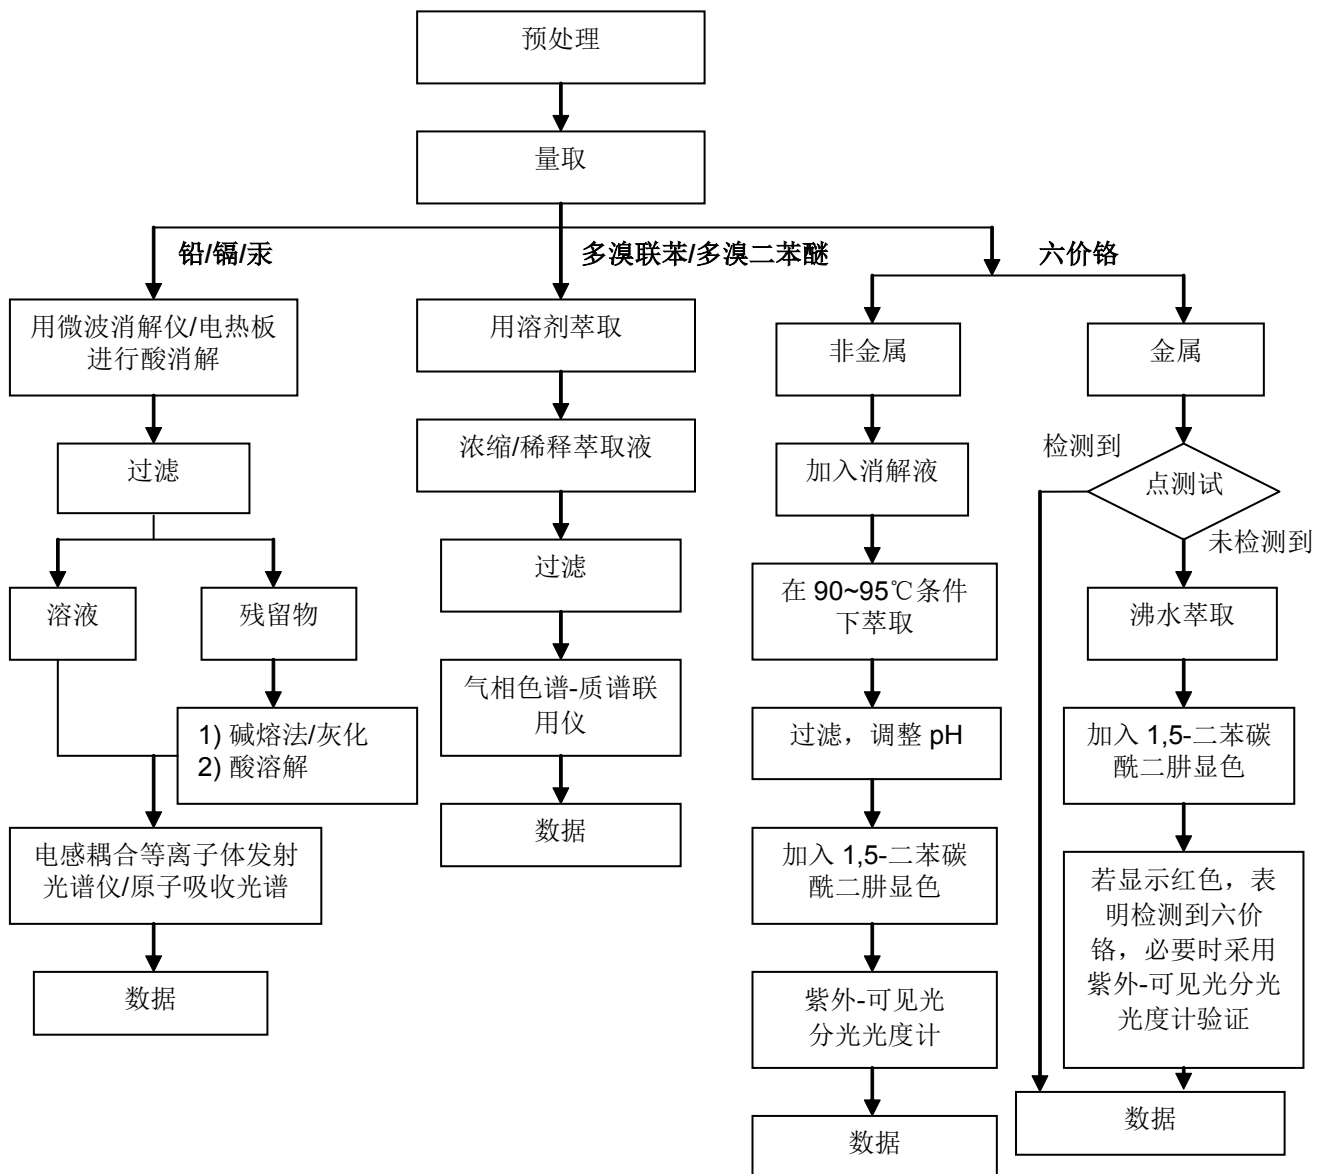 预处理
量取
铅/镉/汞
多溴联苯/多溴二苯醚
六价铬
用微波消解仪/电热板
进行酸消解
过滤
溶液
残留物
1) 碱熔法/灰化
2) 酸溶解
电感耦合等离子体发射
光谱仪/原子吸收光谱
数据
用溶剂萃取
浓缩/稀释萃取液
过滤
气相色谱-质谱联
用仪
数据
非金属
加入消解液
在 90~95℃条件
下萃取
过滤，调整 pH
加入 1,5-二苯碳
酰二肼显色
紫外-可见光
分光光度计
数据
金属
检测到
点测试
未检测到
沸水萃取
加入 1,5-二苯碳
酰二肼显色
若显示红色，表
明检测到六价
铬，必要时采用
紫外-可见光分光
光度计验证
数据